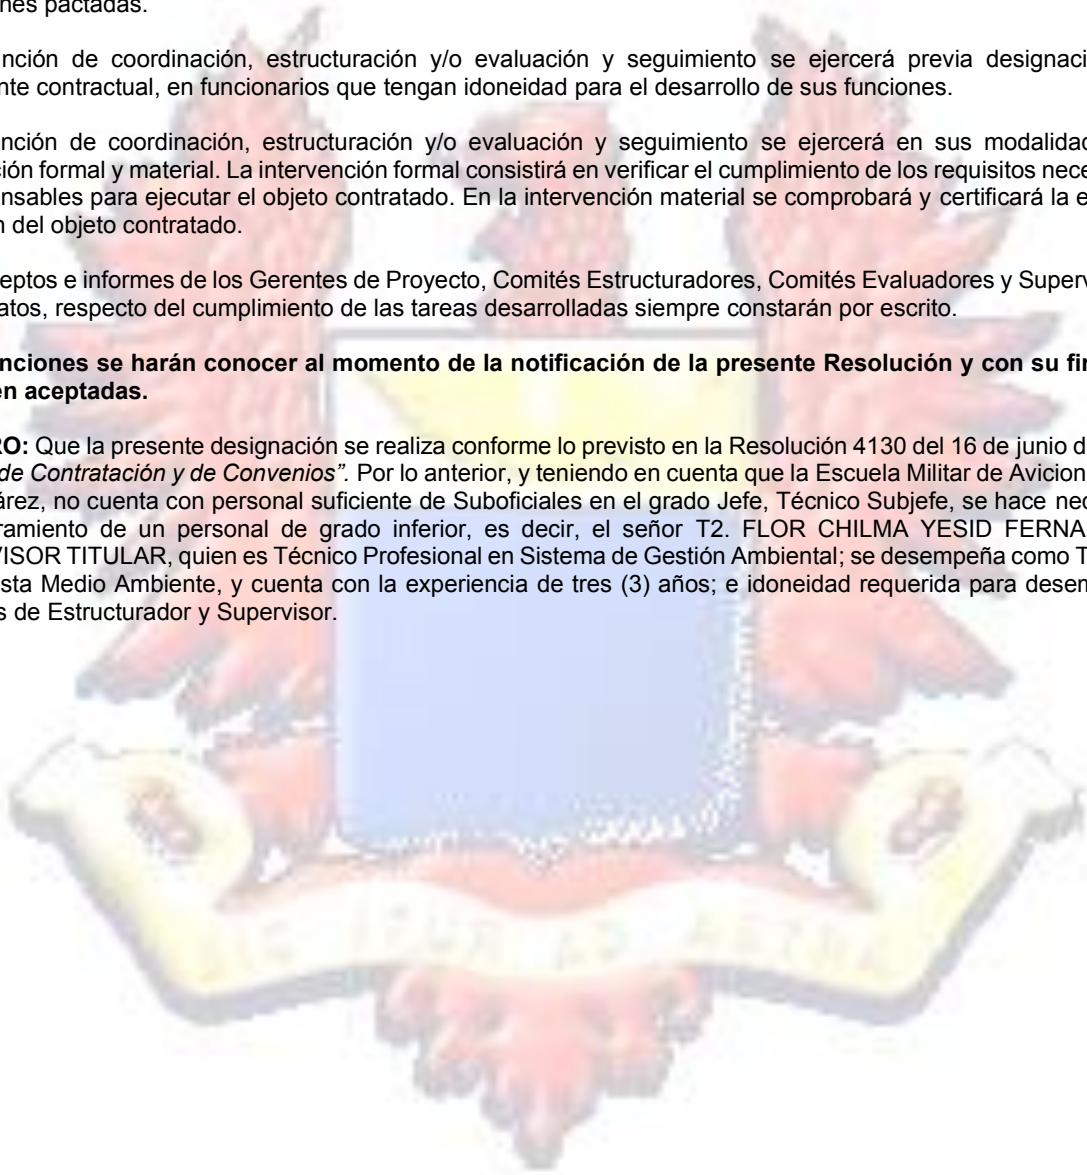 nes pactadas.
nción de coordinación, estructuración y/o evaluación y seguimiento se ejercerá previa designaci
nte contractual, en funcionarios que tengan idoneidad para el desarrollo de sus funciones.
nción de coordinación, estructuración y/o evaluación y seguimiento se ejercerá en sus modalidad
ción formal y material. La intervención formal consistirá en verificar el cumplimiento de los requisitos nece
ensables para ejecutar el objeto contratado. En la intervención material se comprobará y certificará la e
n del objeto contratado.
eptos e informes de los Gerentes de Proyecto, Comités Estructuradores, Comités Evaluadores y Superv
atos, respecto del cumplimiento de las tareas desarrolladas siempre constarán por escrito.
nciones se harán conocer al momento de la notificación de la presente Resolución y con su fir
en aceptadas.
RO: Que la presente designación se realiza conforme lo previsto en la Resolución 4130 del 16 de junio d
de Contratación y de Convenios". Por lo anterior, y teniendo en cuenta que la Escuela Militar de Avicion
árez, no cuenta con personal suficiente de Suboficiales en el grado Jefe, Técnico Subjefe, se hace nec
ramiento de un personal de grado inferior, es decir, el señor T2. FLOR CHILMA YESID FERNA
VISOR TITULAR, quien es Técnico Profesional en Sistema de Gestión Ambiental; se desempeña como T
sta Medio Ambiente, y cuenta con la experiencia de tres (3) años; e idoneidad requerida para desen
s de Estructurador y Supervisor.